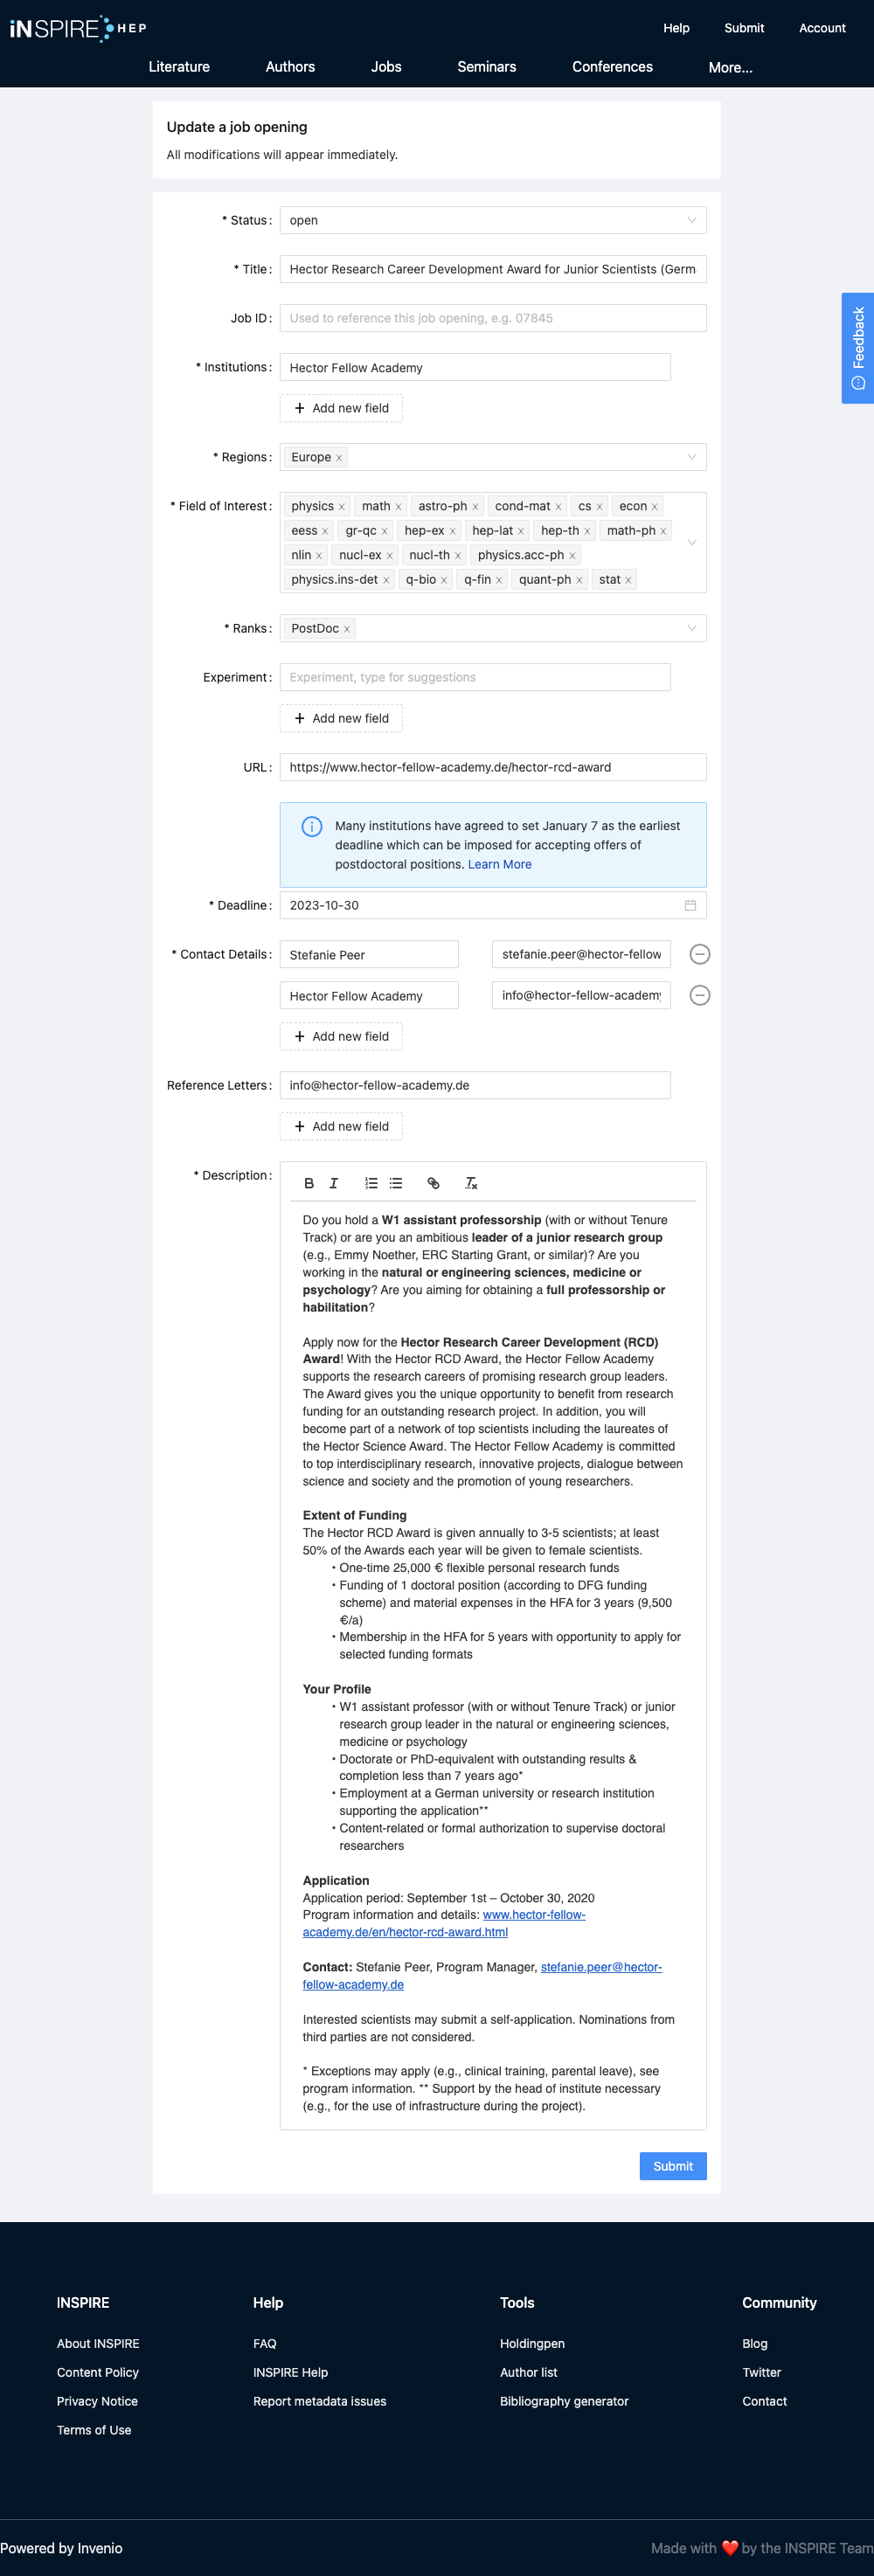 iNSPIRE HEP
Help Submit Account
Literature Authors Jobs Seminars Conferences More...
Update a job opening
All modifications will appear immediately.
* Status: open
* Title: Hector Research Career Development Award for Junior Scientists (Germ
Job ID: Used to reference this job opening, e.g. 07845
* Institutions: Hector Fellow Academy
+ Add new field
* Regions: Europe x
* Field of Interest: physics x math x astro-ph x cond-mat x cs x econ x
eess x gr-qc x hep-ex x hep-lat x hep-th x math-ph x
nlin x nucl-ex x nucl-th x physics.acc-ph x
physics.ins-det x q-bio x q-fin x quant-ph x stat x
* Ranks: PostDoc x
Experiment: Experiment, type for suggestions
+ Add new field
URL: https://www.hector-fellow-academy.de/hector-rcd-award
Many institutions have agreed to set January 7 as the earliest
deadline which can be imposed for accepting offers of
postdoctoral positions. Learn More
* Deadline: 2023-10-30
* Contact Details: Stefanie Peer stefanie.peer@hector-fellow
Hector Fellow Academy info@hector-fellow-academy
+ Add new field
Reference Letters: info@hector-fellow-academy.de
+ Add new field
* Description:
Do you hold a W1 assistant professorship (with or without Tenure
Track) or are you an ambitious leader of a junior research group
(e.g., Emmy Noether, ERC Starting Grant, or similar)? Are you
working in the natural or engineering sciences, medicine or
psychology? Are you aiming for obtaining a full professorship or
habilitation?
Apply now for the Hector Research Career Development (RCD)
Award! With the Hector RCD Award, the Hector Fellow Academy
supports the research careers of promising research group leaders.
The Award gives you the unique opportunity to benefit from research
funding for an outstanding research project. In addition, you will
become part of a network of top scientists including the laureates of
the Hector Science Award. The Hector Fellow Academy is committed
to top interdisciplinary research, innovative projects, dialogue between
science and society and the promotion of young researchers.
Extent of Funding
The Hector RCD Award is given annually to 3-5 scientists; at least
50% of the Awards each year will be given to female scientists.
• One-time 25,000 € flexible personal research funds
• Funding of 1 doctoral position (according to DFG funding
scheme) and material expenses in the HFA for 3 years (9,500
€/a)
• Membership in the HFA for 5 years with opportunity to apply for
selected funding formats
Your Profile
• W1 assistant professor (with or without Tenure Track) or junior
research group leader in the natural or engineering sciences,
medicine or psychology
• Doctorate or PhD-equivalent with outstanding results &
completion less than 7 years ago*
• Employment at a German university or research institution
supporting the application**
• Content-related or formal authorization to supervise doctoral
researchers
Application
Application period: September 1st – October 30, 2020
Program information and details: www.hector-fellow-
academy.de/en/hector-rcd-award.html
Contact: Stefanie Peer, Program Manager, stefanie.peer@hector-
fellow-academy.de
Interested scientists may submit a self-application. Nominations from
third parties are not considered.
* Exceptions may apply (e.g., clinical training, parental leave), see
program information. ** Support by the head of institute necessary
(e.g., for the use of infrastructure during the project).
Submit
Feedback
INSPIRE Help Tools Community
About INSPIRE FAQ Holdingpen Blog
Content Policy INSPIRE Help Author list Twitter
Privacy Notice Report metadata issues Bibliography generator Contact
Terms of Use
Powered by Invenio Made with ❤️ by the INSPIRE Team